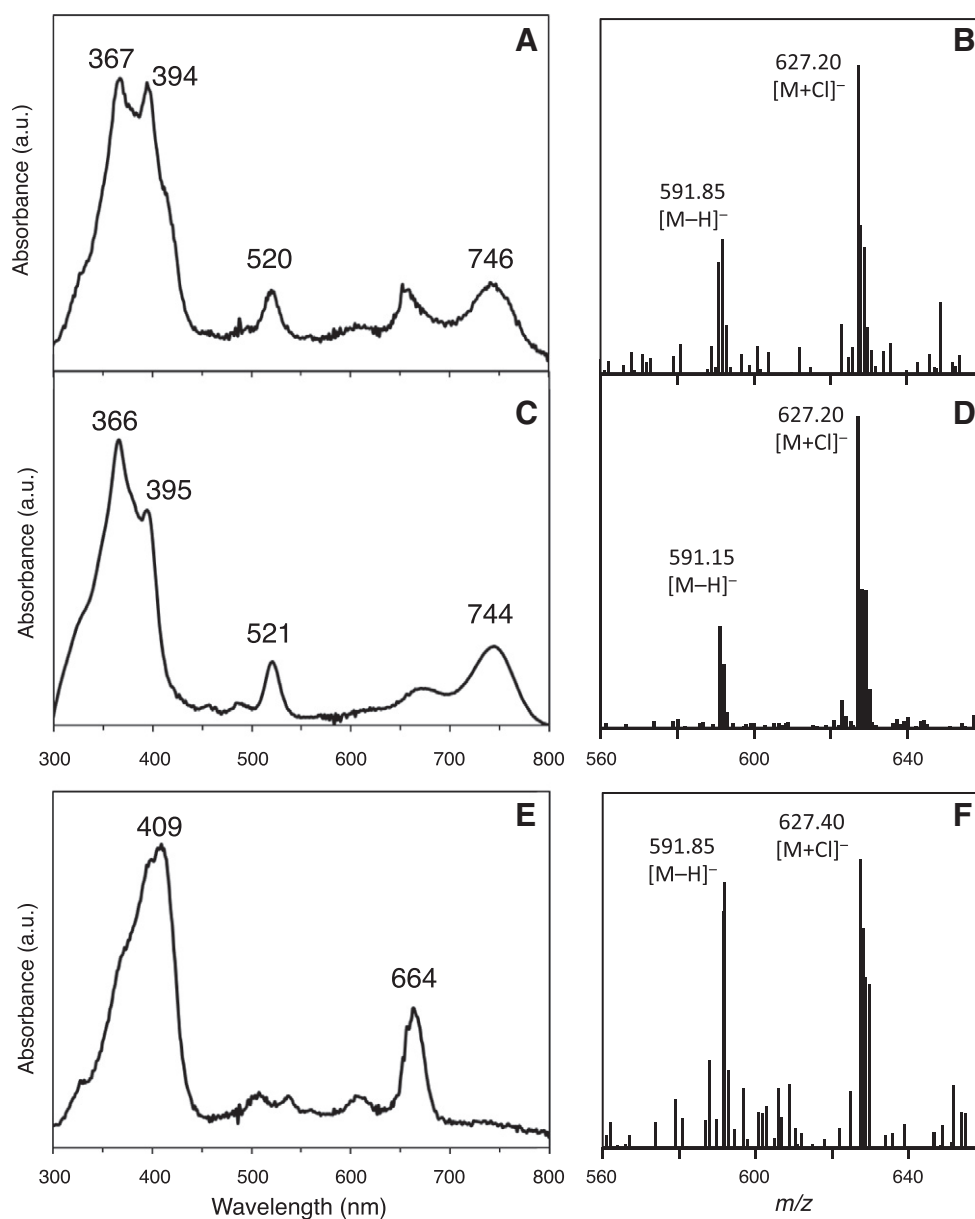 A
367
394
520
746
Absorbance (a.u.)
B
627.20
[M+Cl]–
591.85
[M–H]–
C
366
395
521
744
Absorbance (a.u.)
300 400 500 600 700 800
D
627.20
[M+Cl]–
591.15
[M–H]–
560 600 640
E
409
664
Absorbance (a.u.)
300 400 500 600 700 800
Wavelength (nm)
F
591.85
[M–H]–
627.40
[M+Cl]–
560 600 640
m/z